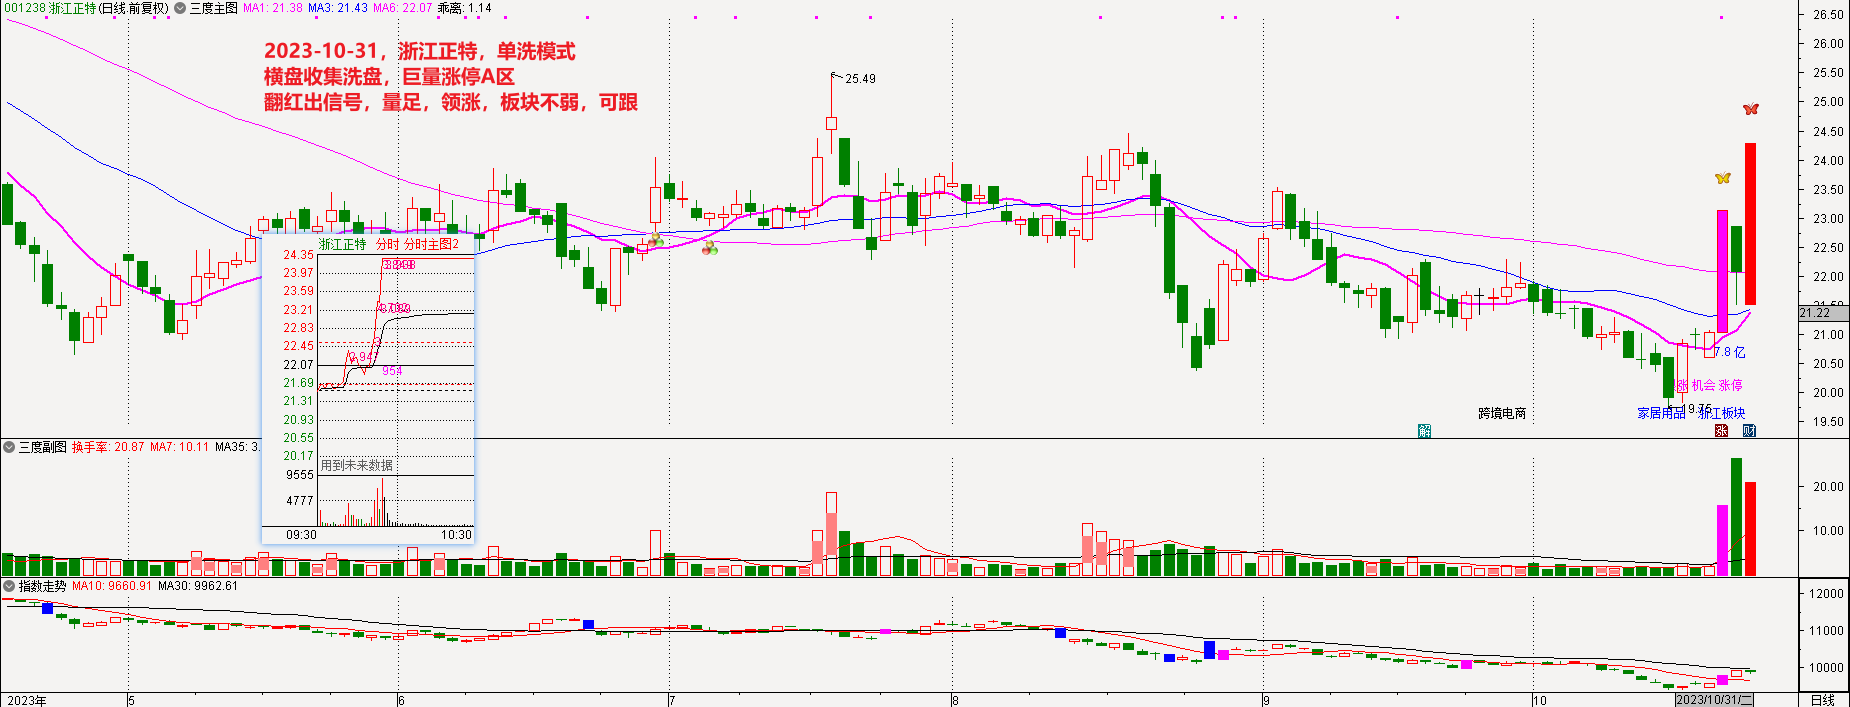 001238 浙江正特(日线.前复权) 三度主图 MA1: 21.38 MA3: 21.43 MA6: 22.07 乖离: 1.14
2023-10-31，浙江正特，单洗模式
横盘收集洗盘，巨量涨停A区
翻红出信号，量足，领涨，板块不弱，可跟
25.49
26.50
26.00
25.50
25.00
24.50
24.00
23.50
23.00
22.50
22.00
21.22
21.00
20.50
20.00
19.50
浙江正特 分时 分时主图2
24.35
23.97
23.59
23.21
22.83
22.45
22.07
21.69
21.31
20.93
20.55
20.17
954
用到未来数据
9555
4777
09:30
10:30
7.8 亿
机会 涨停
19.75
跨境电商
家居用品
浙江板块
解
涨
财
三度副图 换手率: 20.87 MA7: 10.11 MA35: 3.
20.00
10.00
指数走势 MA10: 9660.91 MA30: 9962.61
12000
11000
10000
2023年
5
6
7
8
9
10
2023/10/31/二
日线